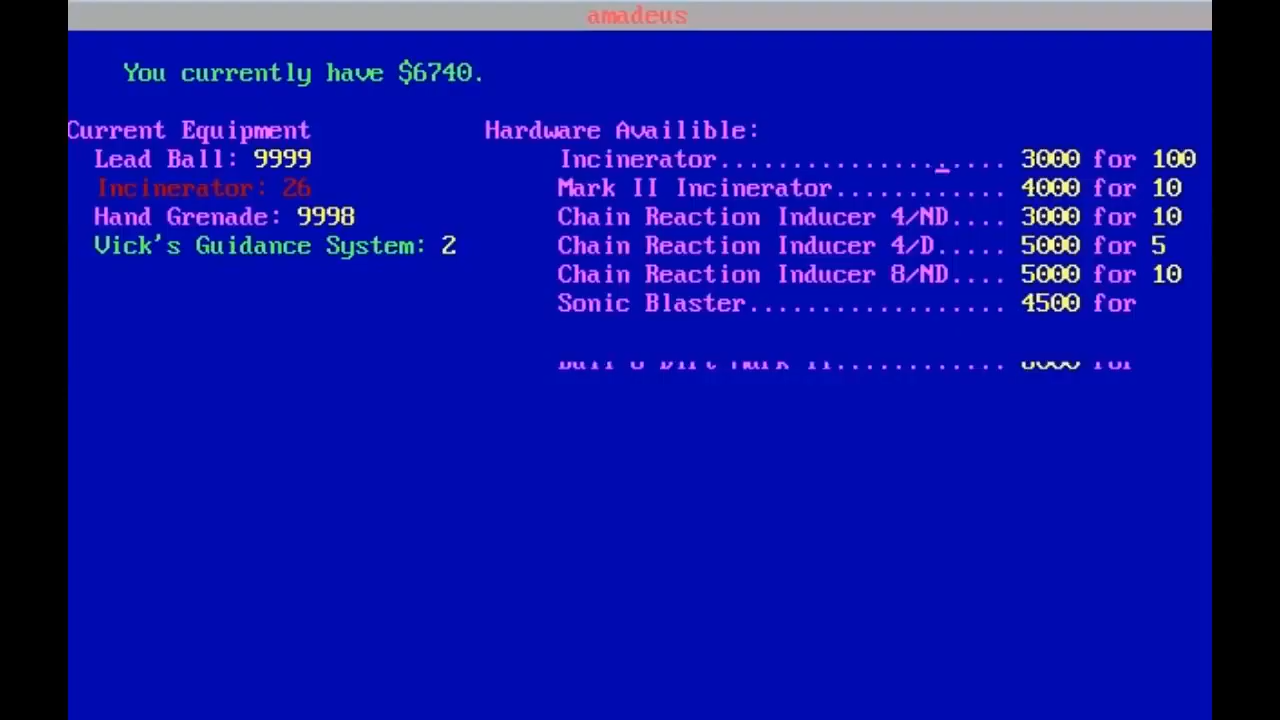 amadeus
You currently have $6740.
Current Equipment
Lead Ball: 9999
Incinerator: 26
Hand Grenade: 9998
Vick's Guidance System: 2
Hardware Availible:
Incinerator.................... 3000 for 100
Mark II Incinerator............ 4000 for 10
Chain Reaction Inducer 4/ND.... 3000 for 10
Chain Reaction Inducer 4/D..... 5000 for 5
Chain Reaction Inducer 8/ND.... 5000 for 10
Sonic Blaster.................. 4500 for